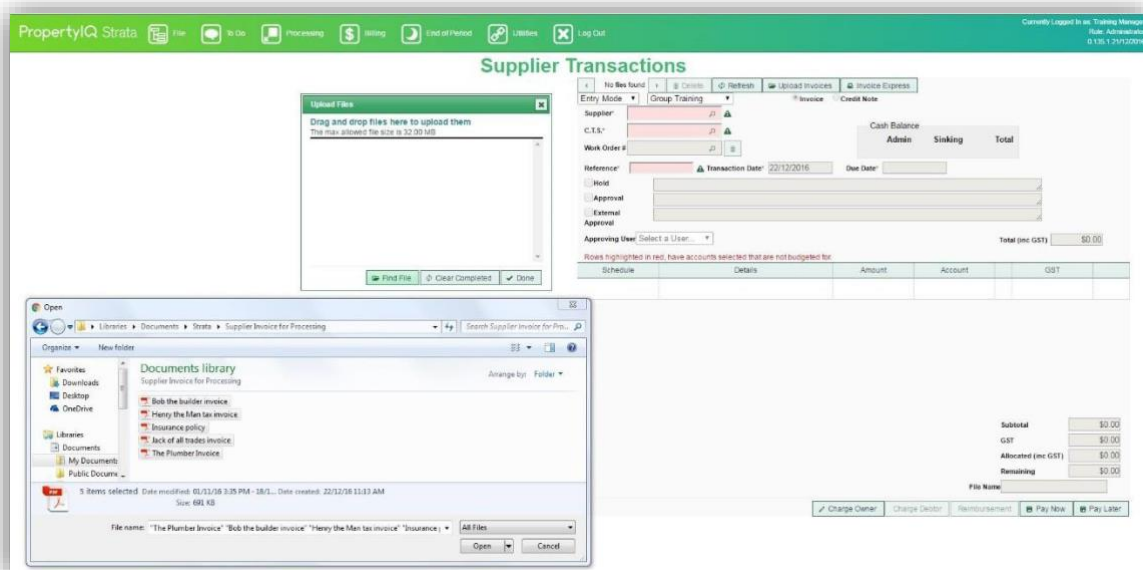 PropertyIQ Strata File To Do Processing $ Billing End of Period Utilities Log Out
Currently Logged In as: Training Manager
Role: Administrator
Supplier Transactions
No files found Delete Refresh Upload Invoices Invoice Express
Entry Mode Group Training Invoice Credit Note
Supplier*
C.T.S.*
Work Order #
Cash Balance
Admin Sinking Total
Reference* Transaction Date* 22/12/2016 Due Date*
Hold
Approval
External
Approval
Approving User Select a User... Total (inc GST) $0.00
Rows highlighted in red, have accounts selected that are not budgeted for.
Schedule Details Amount Account GST
Upload Files
Drag and drop files here to upload them
The max allowed file size is 32.00 MB
Find File Clear Completed Done
Open
Libraries Documents Strata Supplier Invoice for Processing Search Supplier Invoice for Pro...
Organize New folder
Favorites
Downloads
Desktop
OneDrive
Libraries
Documents
My Documents
Public Docume
Documents library
Supplier Invoice for Processing
Arrange by: Folder
Bob the builder invoice
Henry the Man tax invoice
Insurance policy
Jack of all trades invoice
The Plumber Invoice
5 items selected Date modified: 01/11/16 3:35 PM - 18/1... Date created: 22/12/16 11:13 AM
Size: 691 KB
File name: "The Plumber Invoice" "Bob the builder invoice" "Henry the Man tax invoice" "Insurance All Files
Open Cancel
Subtotal $0.00
GST $0.00
Allocated (inc GST) $0.00
Remaining $0.00
File Name
Charge Owner Charge Debtor Reimbursement Pay Now Pay Later